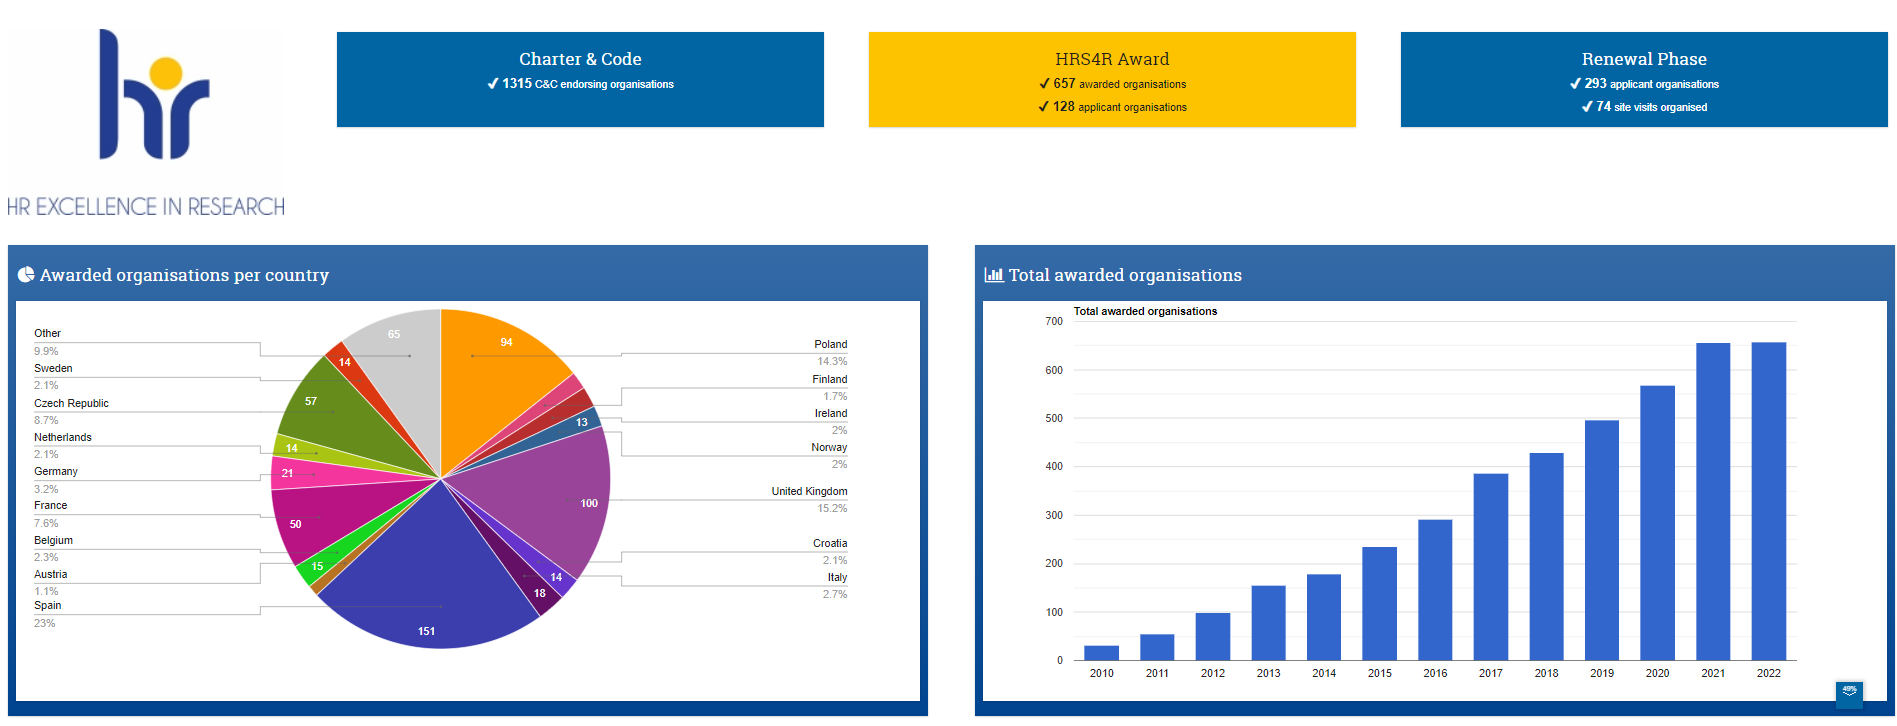 hr
HR EXCELLENCE IN RESEARCH
Charter & Code
✔ 1315 C&C endorsing organisations
HRS4R Award
✔ 657 awarded organisations
✔ 128 applicant organisations
Renewal Phase
✔ 293 applicant organisations
✔ 74 site visits organised
Awarded organisations per country
Other
9.9%
Sweden
2.1%
Czech Republic
8.7%
Netherlands
2.1%
Germany
3.2%
France
7.6%
Belgium
2.3%
Austria
1.1%
Spain
23%
65
94
14
57
13
14
21
100
50
15
14
18
151
Poland
14.3%
Finland
1.7%
Ireland
2%
Norway
2%
United Kingdom
15.2%
Croatia
2.1%
Italy
2.7%
Total awarded organisations
Total awarded organisations
700
600
500
400
300
200
100
0
2010 2011 2012 2013 2014 2015 2016 2017 2018 2019 2020 2021 2022
49%